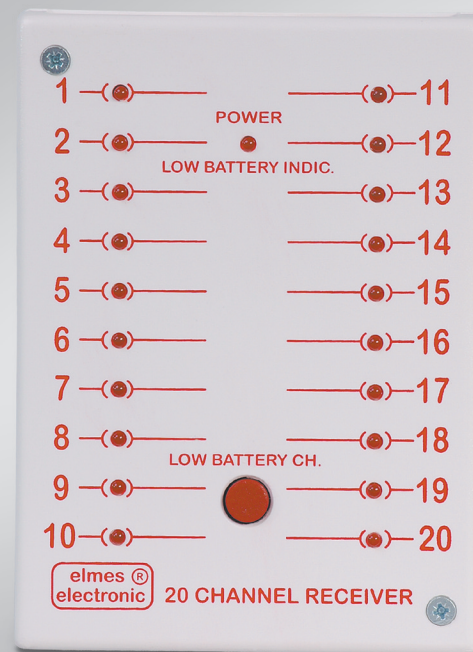 1 11
POWER
2 12
LOW BATTERY INDIC.
3 13
4 14
5 15
6 16
7 17
8 18
LOW BATTERY CH.
9 19
10 20
elmes ®
electronic 20 CHANNEL RECEIVER